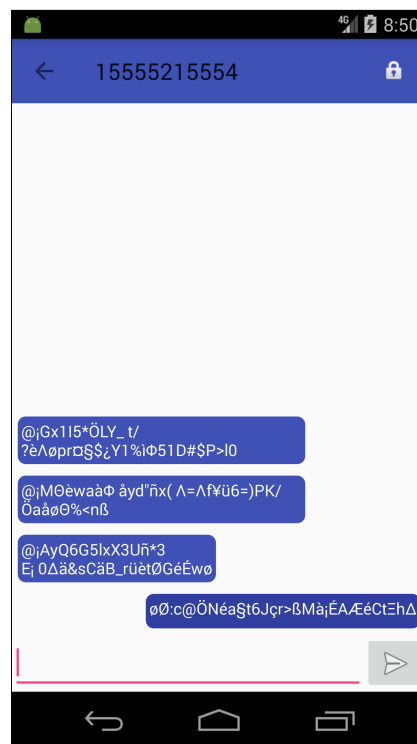 4G 8:50
15555215554
@¡Gx1I5*ÖLY_ t/
?èΛøpr¤§$¿Y1%ìΦ51D#$P>l0
@¡MΘèwaàΦ åyd"ñx( Λ=Λf¥ü6=)PK/
ÖaåøΘ%<nß
@¡AyQ6G5lxX3Uñ*3
E¡ 0Δä&sCäB_rüètØGéÉwø
øØ:c@ÖNéa§t6Jçr>ßMà¡ÉAÆéCtΞhΔ